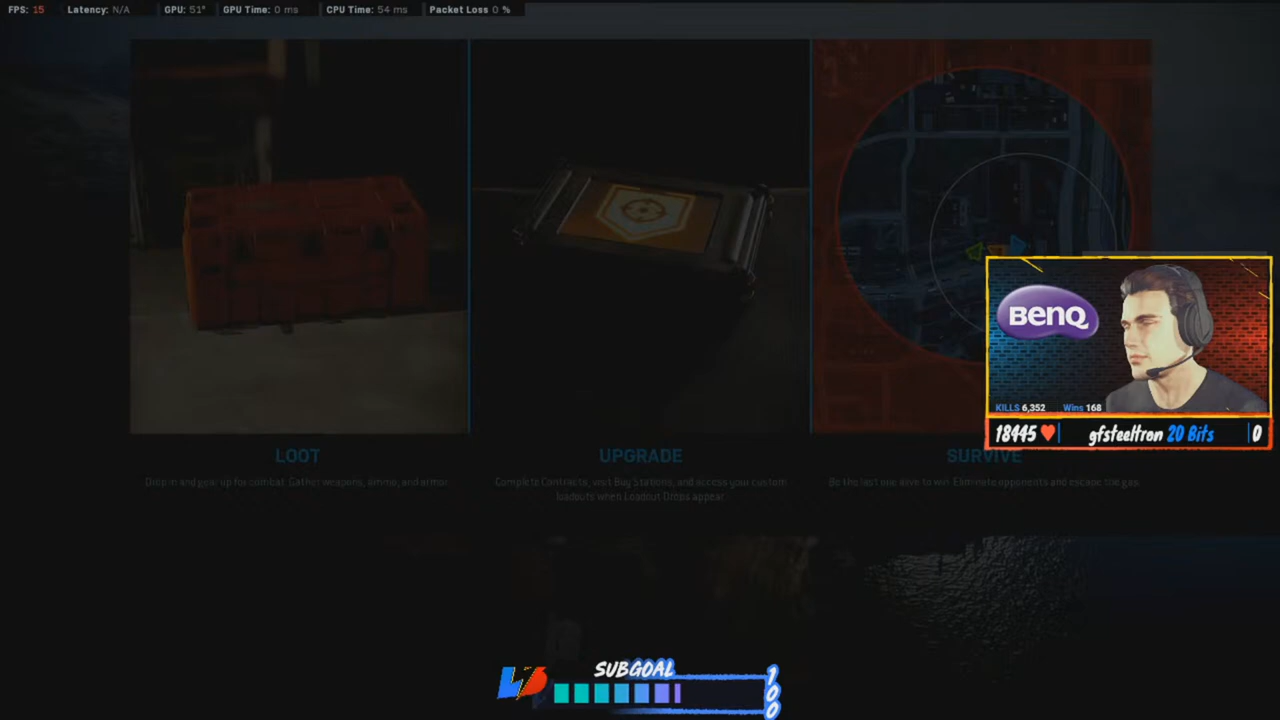 FPS: 15 Latency: N/A GPU: 51° GPU Time: 0 ms CPU Time: 54 ms Packet Loss 0 %
BenQ
KILLS 6,352 Wins 168
18445 gfsteeltron 20 Bits 0
LOOT
Drop in and gear up for combat. Gather weapons, ammo, and armor.
UPGRADE
Complete Contracts, visit Buy Stations, and access your custom
loadouts when Loadout Drops appear.
SURVIVE
Be the last one alive to win. Eliminate opponents and escape the gas.
SUBGOAL
100